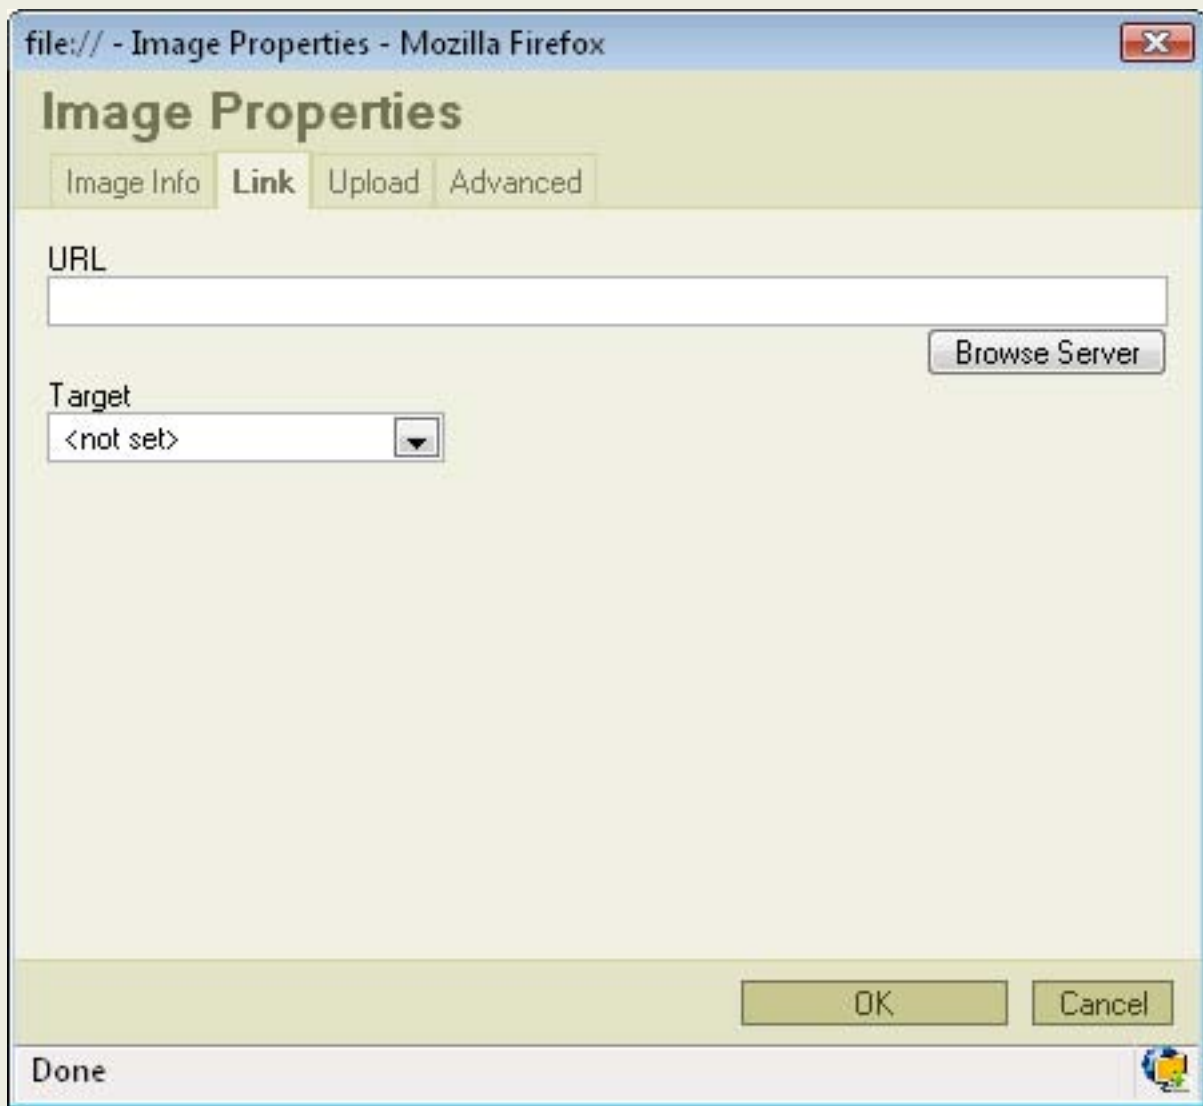 file:// - Image Properties - Mozilla Firefox
Image Properties
Image Info Link Upload Advanced
URL
Browse Server
Target
<not set>
OK Cancel
Done